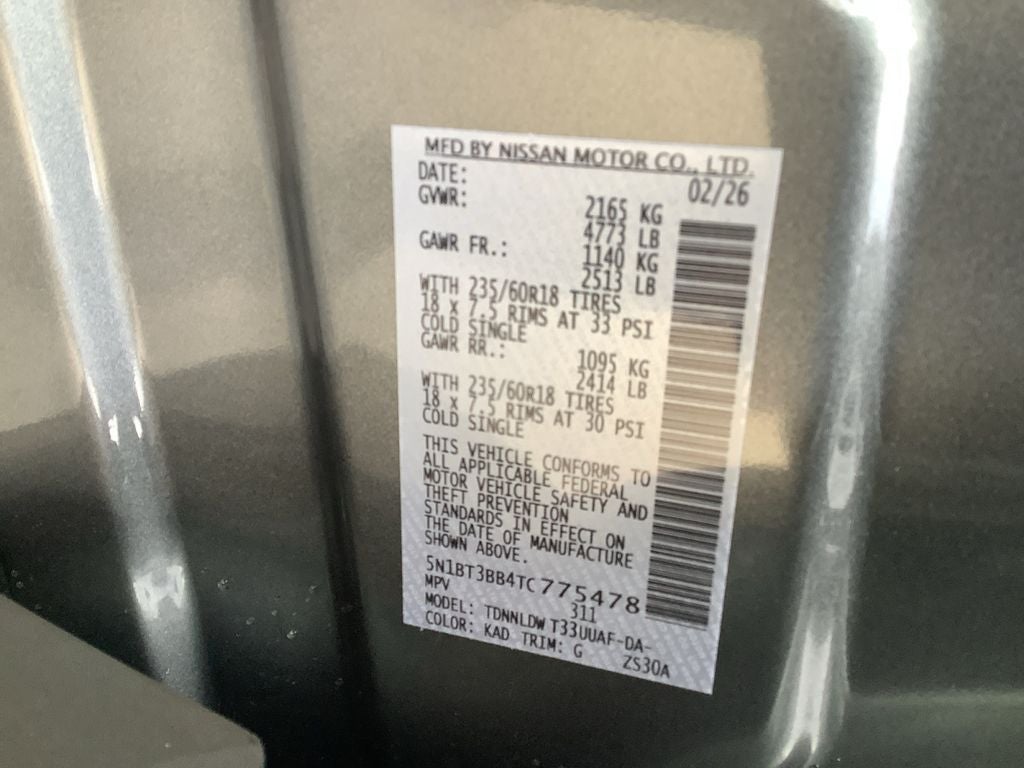 MFD BY NISSAN MOTOR CO., LTD.
DATE: 02/26
GVWR: 2165 KG
4773 LB
GAWR FR.: 1140 KG
2513 LB
WITH 235/60R18 TIRES
18 x 7.5 RIMS AT 33 PSI
COLD SINGLE
GAWR RR.: 1095 KG
2414 LB
WITH 235/60R18 TIRES
18 x 7.5 RIMS AT 30 PSI
COLD SINGLE
THIS VEHICLE CONFORMS TO
ALL APPLICABLE FEDERAL
MOTOR VEHICLE SAFETY AND
THEFT PREVENTION
STANDARDS IN EFFECT ON
THE DATE OF MANUFACTURE
SHOWN ABOVE.
5N1BT3BB4TC775478
MPV 311
MODEL: TDNNLDW T33UUAF-DA-
COLOR: KAD TRIM: G ZS30A